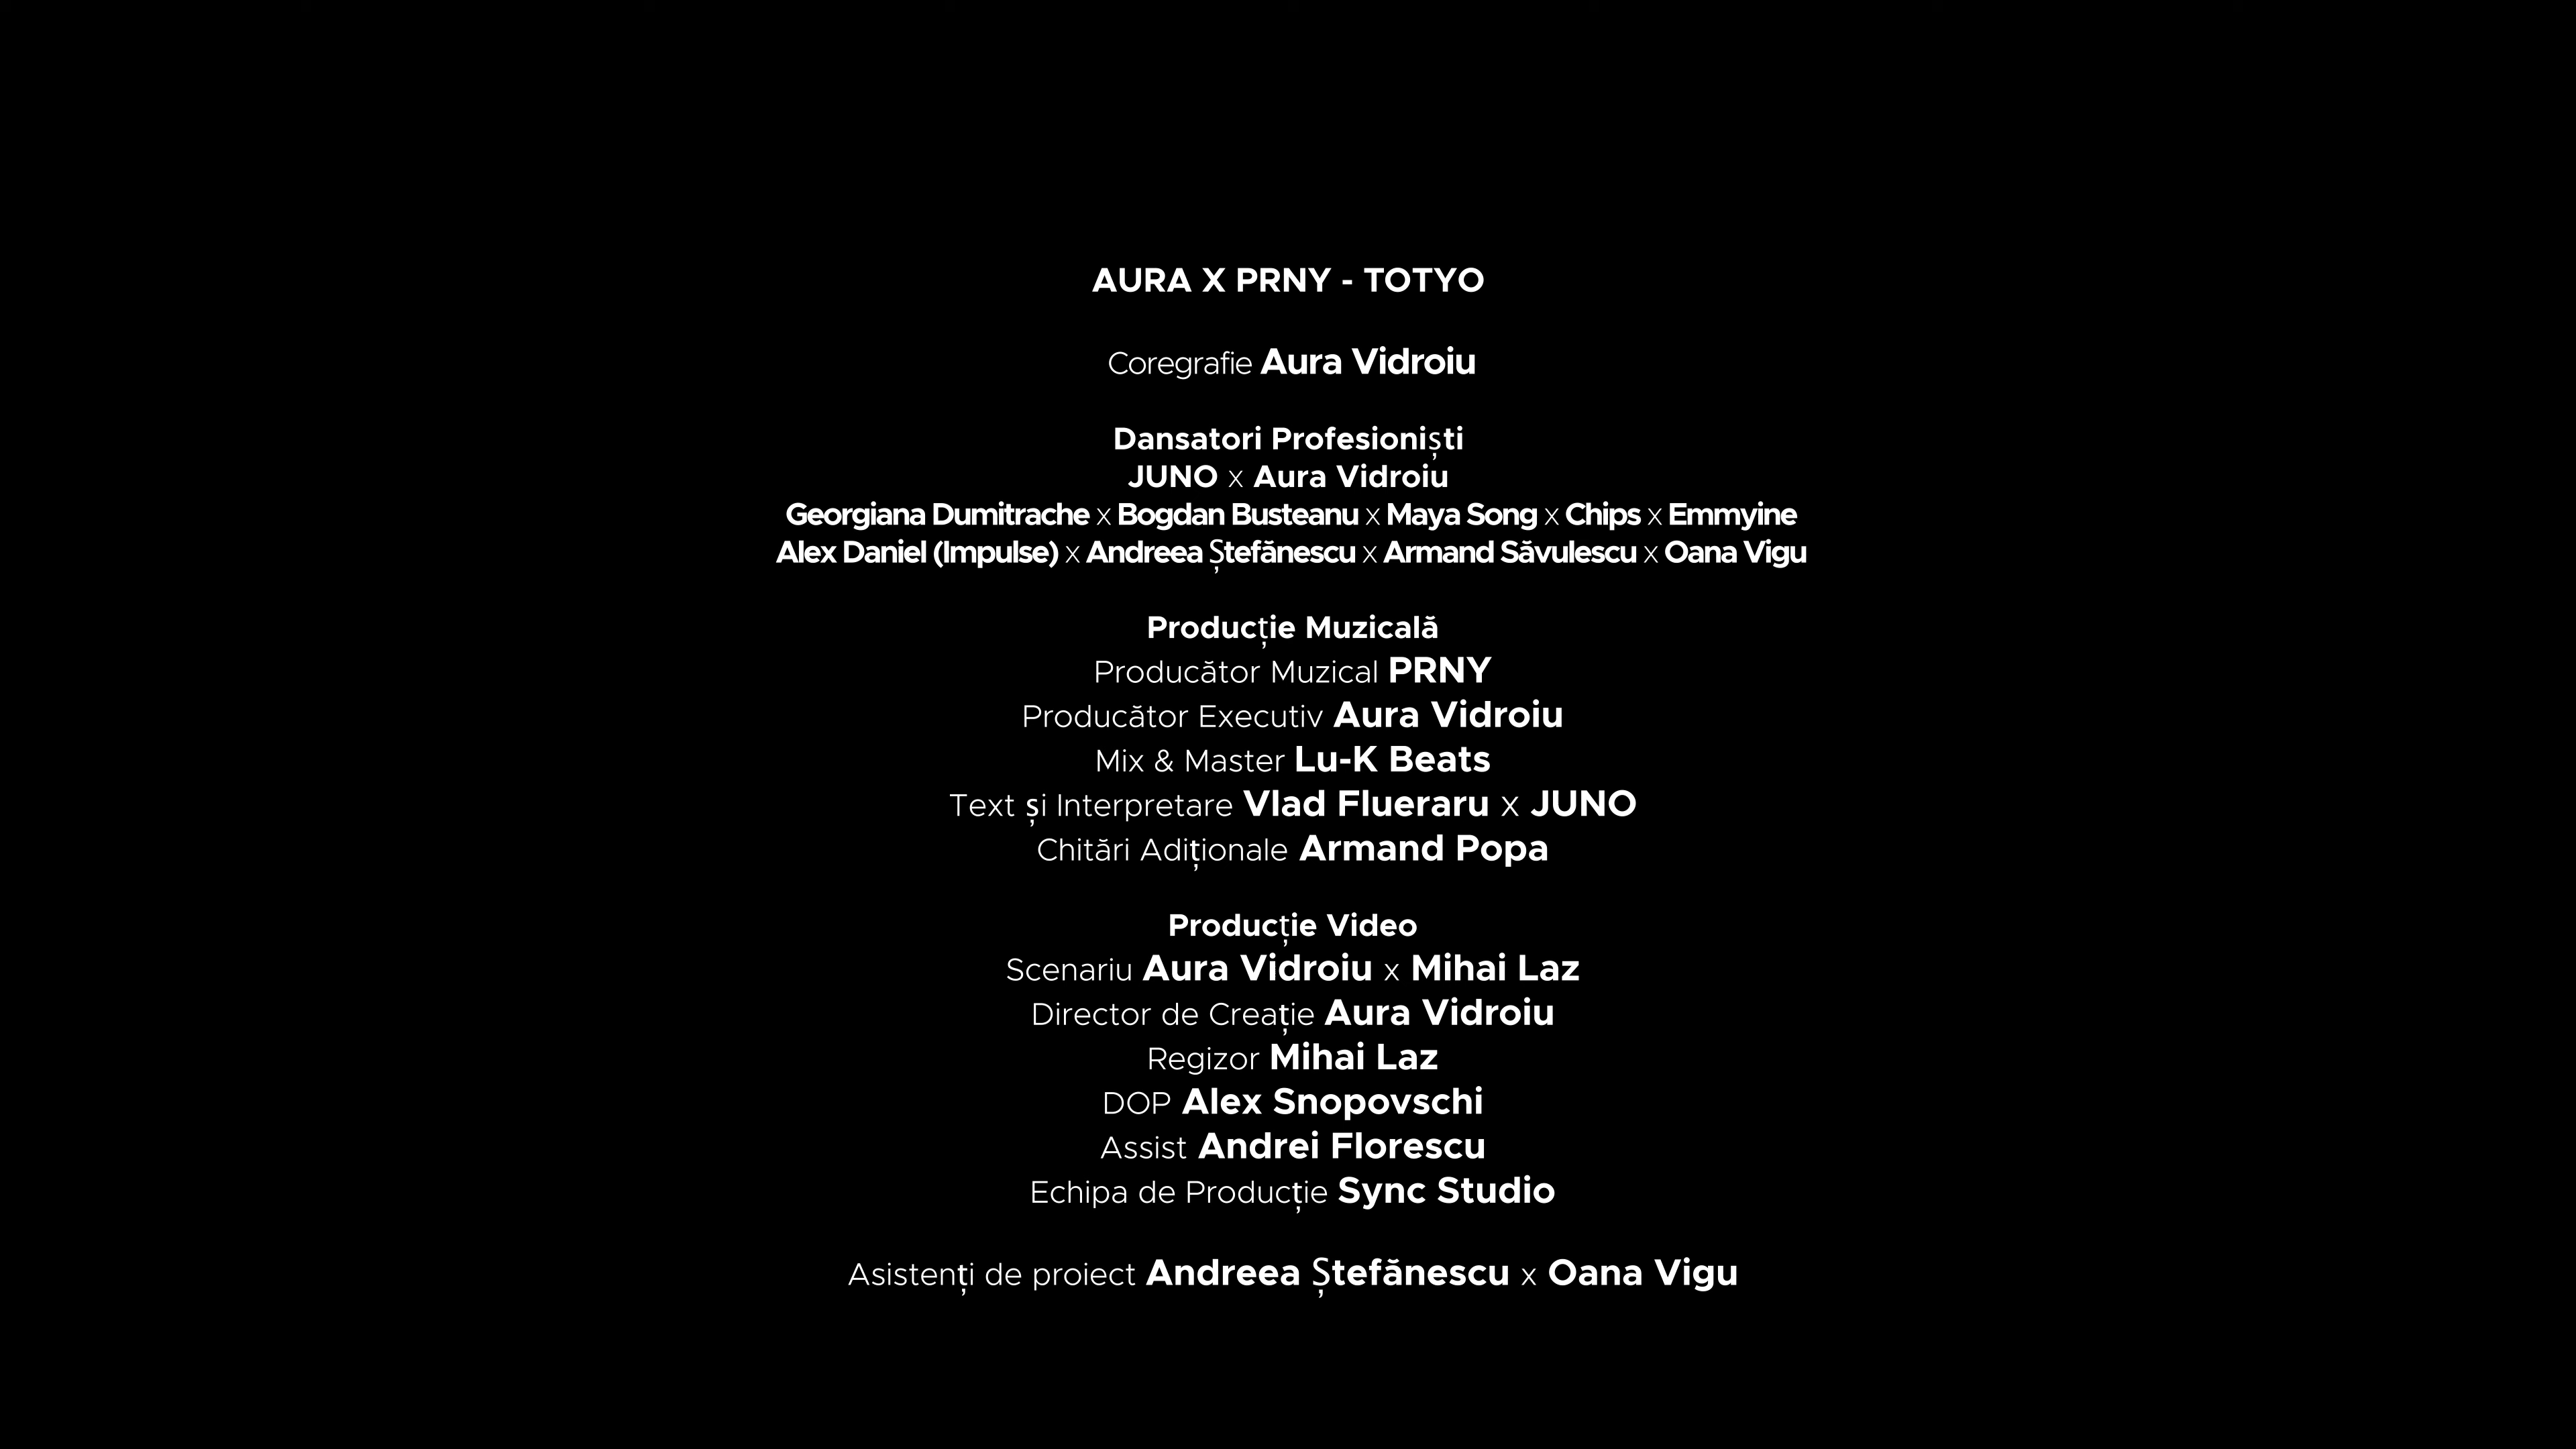 AURA X PRNY - TOTYO
Coregrafie Aura Vidroiu
Dansatori Profesioniști
JUNO x Aura Vidroiu
Georgiana Dumitrache x Bogdan Busteanu x Maya Song x Chips x Emmyine
Alex Daniel (Impulse) x Andreea Ștefănescu x Armand Săvulescu x Oana Vigu
Producție Muzicală
Producător Muzical PRNY
Producător Executiv Aura Vidroiu
Mix & Master Lu-K Beats
Text și Interpretare Vlad Flueraru x JUNO
Chitări Adiționale Armand Popa
Producție Video
Scenariu Aura Vidroiu x Mihai Laz
Director de Creație Aura Vidroiu
Regizor Mihai Laz
DOP Alex Snopovschi
Assist Andrei Florescu
Echipa de Producție Sync Studio
Asistenți de proiect Andreea Ștefănescu x Oana Vigu